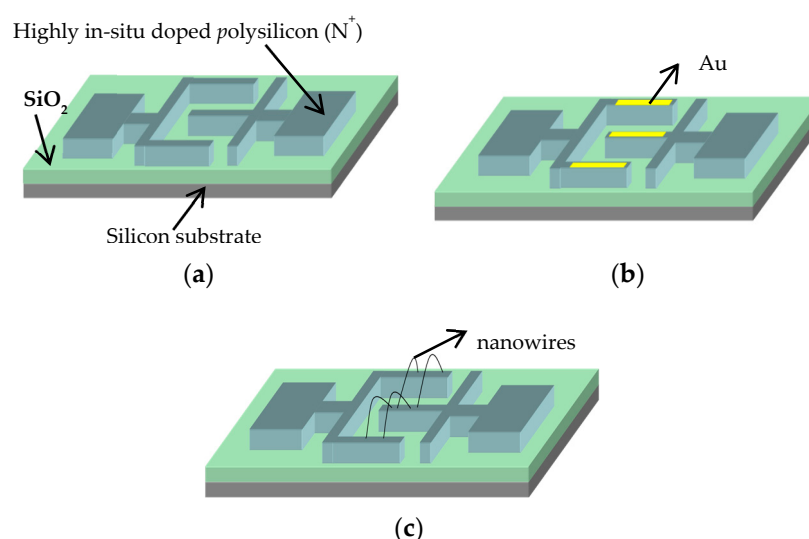 Highly in-situ doped polysilicon (N⁺)
Au
SiO₂
Silicon substrate
(a)
(b)
nanowires
(c)